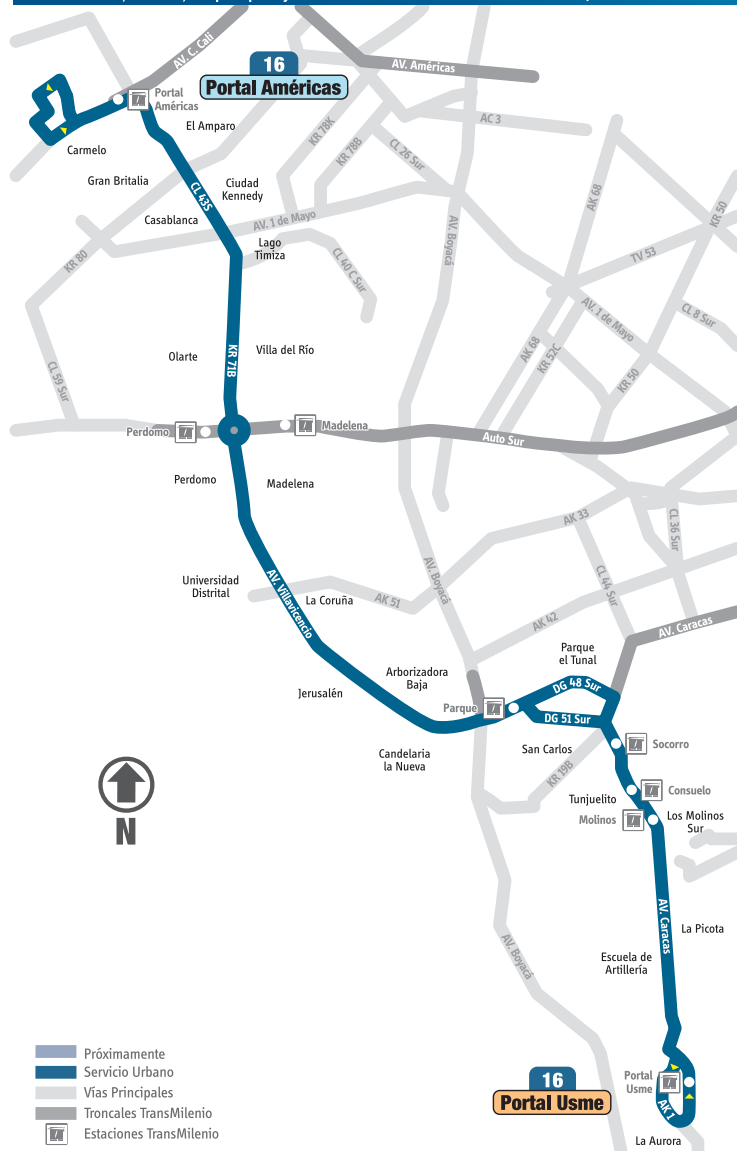 AV. C. Cali
16
Portal Américas
AV. Américas
Portal
Américas
El Amparo
AC 3
KR 78K
KR 78B
CL 26 Sur
Carmelo
Gran Britalia
Ciudad
Kennedy
CL 43S
Casablanca
AV. 1 de Mayo
AV. Boyacá
AK 68
KR 50
Lago
Timiza
KR 80
CL 40 C Sur
TV 53
AV. 1 de Mayo
CL 8 Sur
Olarte
KR 71B
Villa del Río
AK 68
KR 52C
KR 50
CL 59 Sur
Perdomo
Madelena
Auto Sur
Perdomo
Madelena
AK 33
CL 36 Sur
Universidad
Distrital
AV. Villavicencio
La Coruña
AK 51
AV. Boyacá
CL 44 Sur
AK 42
AV. Caracas
Parque
el Tunal
Arborizadora
Baja
Jerusalén
DG 48 Sur
Parque
DG 51 Sur
Candelaria
la Nueva
San Carlos
Socorro
KR 19B
N
Tunjuelito
Consuelo
Molinos
Los Molinos
Sur
AV. Caracas
La Picota
AV. Boyacá
Escuela de
Artillería
Próximamente
Servicio Urbano
Vías Principales
Troncales TransMilenio
Estaciones TransMilenio
16
Portal Usme
Portal
Usme
AK 1
La Aurora